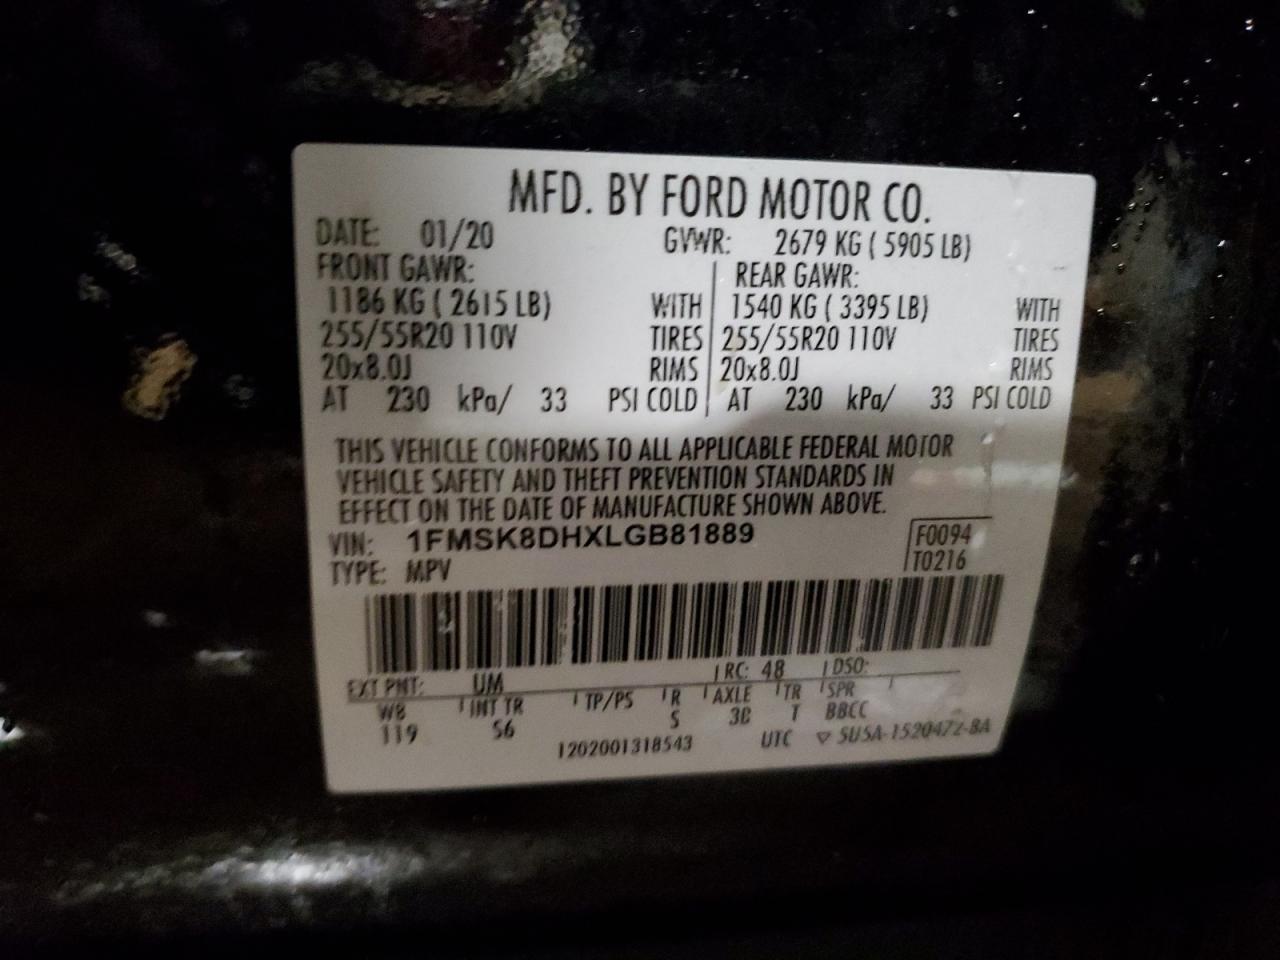 MFD. BY FORD MOTOR CO.
DATE: 01/20 GVWR: 2679 KG ( 5905 LB)
FRONT GAWR: REAR GAWR:
1186 KG ( 2615 LB) WITH 1540 KG ( 3395 LB) WITH
255/55R20 110V TIRES 255/55R20 110V TIRES
20x8.0J RIMS 20x8.0J RIMS
AT 230 kPa/ 33 PSI COLD AT 230 kPa/ 33 PSI COLD
THIS VEHICLE CONFORMS TO ALL APPLICABLE FEDERAL MOTOR
VEHICLE SAFETY AND THEFT PREVENTION STANDARDS IN
EFFECT ON THE DATE OF MANUFACTURE SHOWN ABOVE.
VIN: 1FMSK8DHXLGB81889 F0094
TYPE: MPV T0216
EXT PNT: UM RC: 48 DSO:
WB INT TR TP/PS R AXLE TR SPR
119 S6 S 3D T BBCC
1202001318543 UTC ▽ 5U5A-1520472-BA